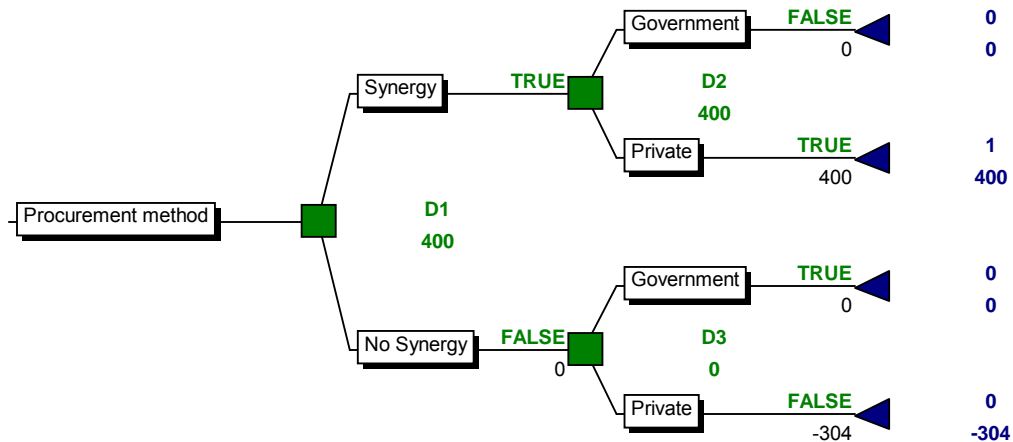 Government FALSE 0
0 0
Synergy TRUE D2
400
Private TRUE 1
400 400
Procurement method D1
400
Government TRUE 0
0 0
No Synergy FALSE D3
0 0
Private FALSE 0
-304 -304